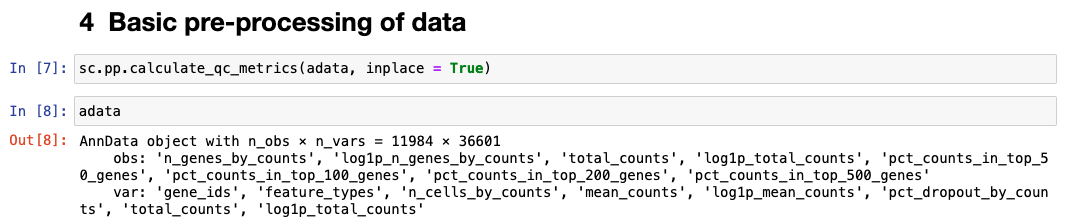 4 Basic pre-processing of data
In [7]: sc.pp.calculate_qc_metrics(adata, inplace = True)
In [8]: adata
Out[8]: AnnData object with n_obs × n_vars = 11984 × 36601
obs: 'n_genes_by_counts', 'log1p_n_genes_by_counts', 'total_counts', 'log1p_total_counts', 'pct_counts_in_top_5
0_genes', 'pct_counts_in_top_100_genes', 'pct_counts_in_top_200_genes', 'pct_counts_in_top_500_genes'
var: 'gene_ids', 'feature_types', 'n_cells_by_counts', 'mean_counts', 'log1p_mean_counts', 'pct_dropout_by_coun
ts', 'total_counts', 'log1p_total_counts'